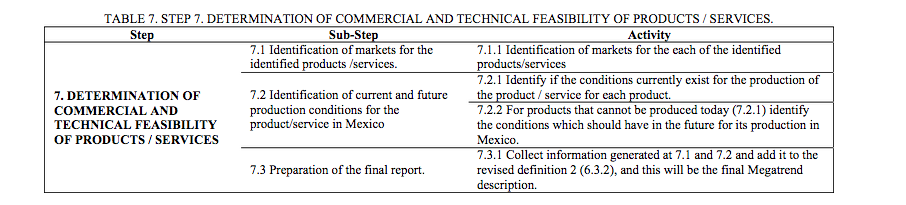 TABLE 7. STEP 7. DETERMINATION OF COMMERCIAL AND TECHNICAL FEASIBILITY OF PRODUCTS / SERVICES.
Step Sub-Step Activity
7. DETERMINATION OF
COMMERCIAL AND
TECHNICAL FEASIBILITY
OF PRODUCTS / SERVICES
7.1 Identification of markets for the
identified products /services.
7.1.1 Identification of markets for the each of the identified
products/services
7.2 Identification of current and future
production conditions for the
product/service in Mexico
7.2.1 Identify if the conditions currently exist for the production of
the product / service for each product.
7.2.2 For products that cannot be produced today (7.2.1) identify
the conditions which should have in the future for its production in
Mexico.
7.3 Preparation of the final report.
7.3.1 Collect information generated at 7.1 and 7.2 and add it to the
revised definition 2 (6.3.2), and this will be the final Megatrend
description.